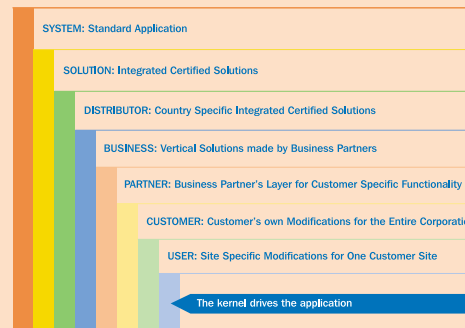 SYSTEM: Standard Application
SOLUTION: Integrated Certified Solutions
DISTRIBUTOR: Country Specific Integrated Certified Solutions
BUSINESS: Vertical Solutions made by Business Partners
PARTNER: Business Partner's Layer for Customer Specific Functionality
CUSTOMER: Customer's own Modifications for the Entire Corporatio
USER: Site Specific Modifications for One Customer Site
The kernel drives the application